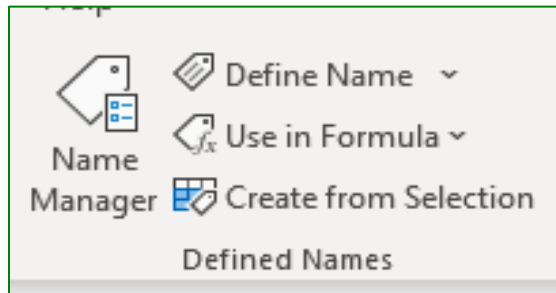 Define Name
Use in Formula
Name
Manager
Create from Selection
Defined Names